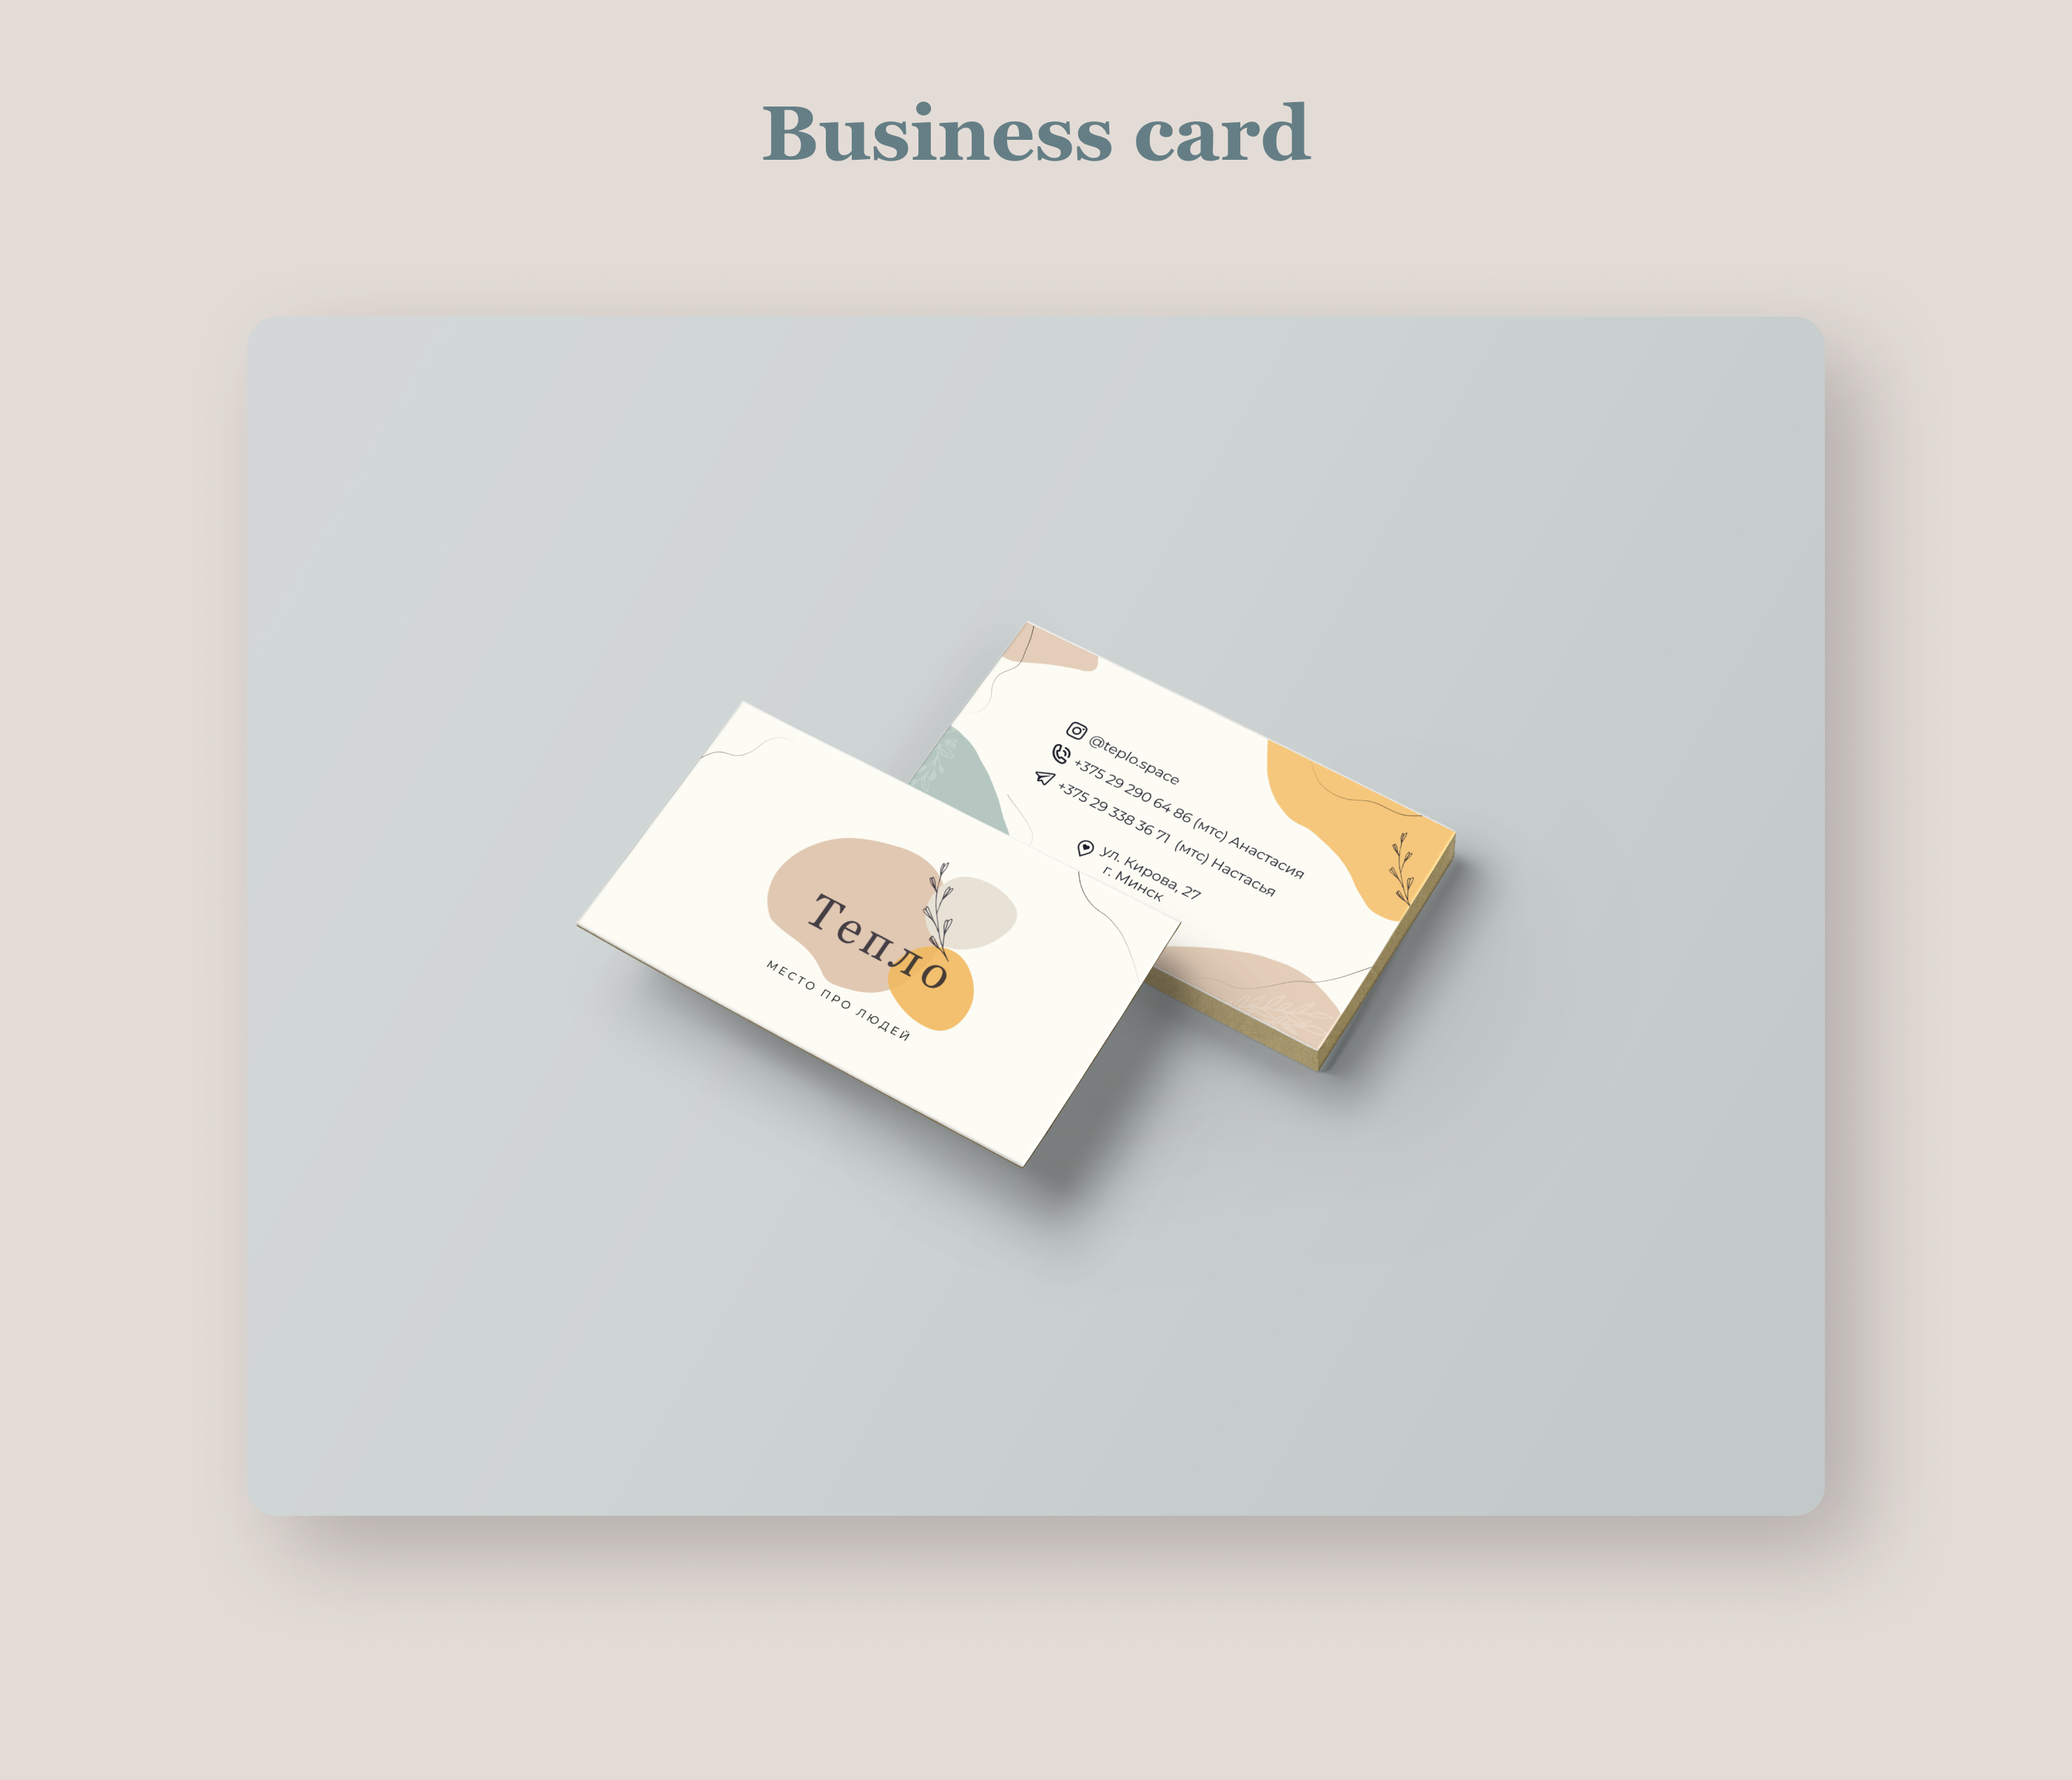 Business card
@teplo.space
+375 29 290 64 86 (мтс) Анастасия
+375 29 338 36 71 (мтс) Настасья
ул. Кирова, 27
г. Минск
Тепло
МЕСТО ПРО ЛЮДЕЙ